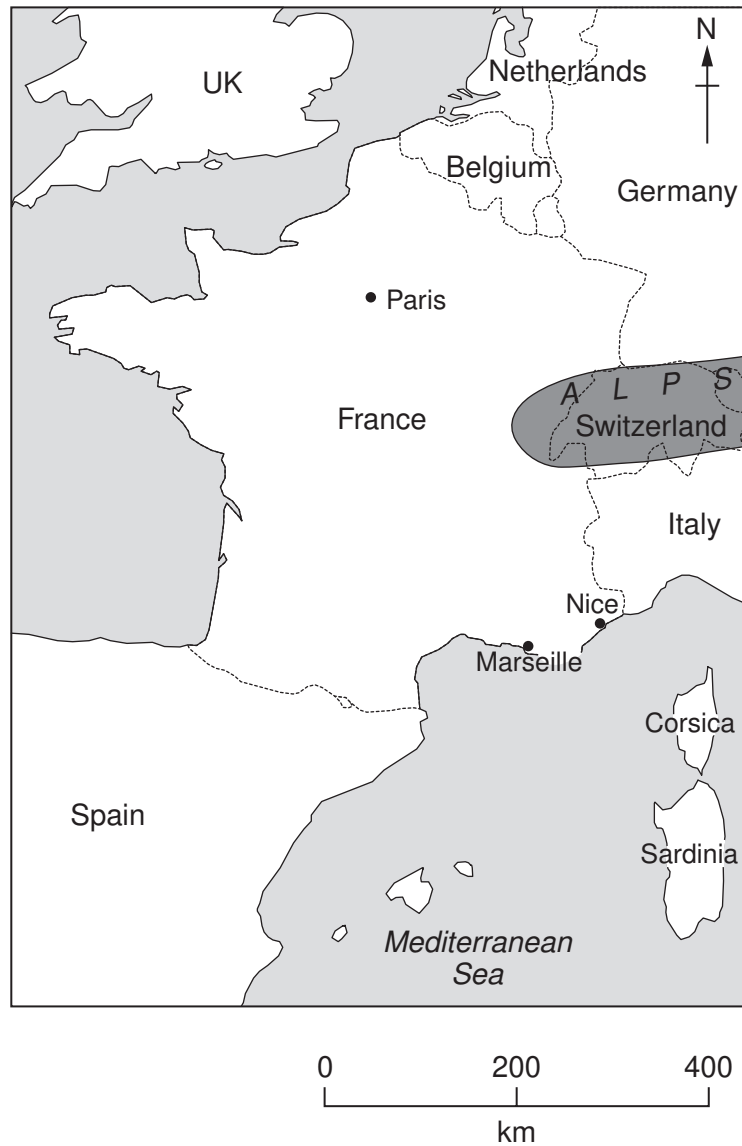 N
UK
Netherlands
Belgium
Germany
Paris
A L P S
France
Switzerland
Italy
Nice
Marseille
Corsica
Spain
Sardinia
Mediterranean
Sea
0 200 400
km